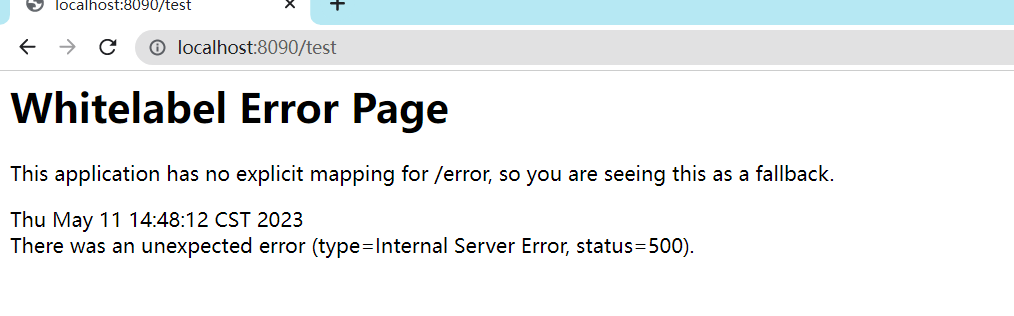 localhost:8090/test
localhost:8090/test
Whitelabel Error Page
This application has no explicit mapping for /error, so you are seeing this as a fallback.
Thu May 11 14:48:12 CST 2023
There was an unexpected error (type=Internal Server Error, status=500).